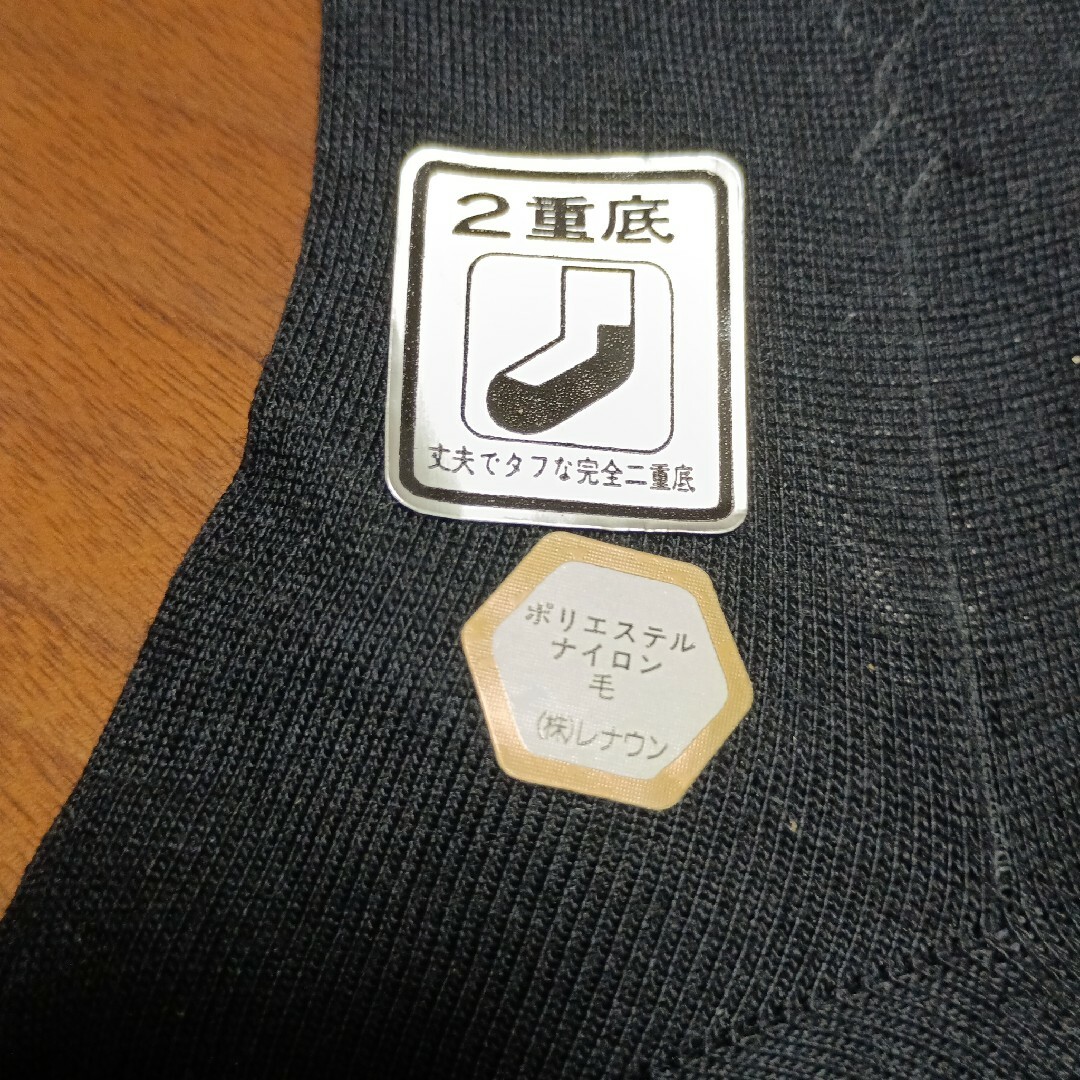 2重底
丈夫でタフな完全二重底
ポリエステル
ナイロン
毛
(株)レナウン